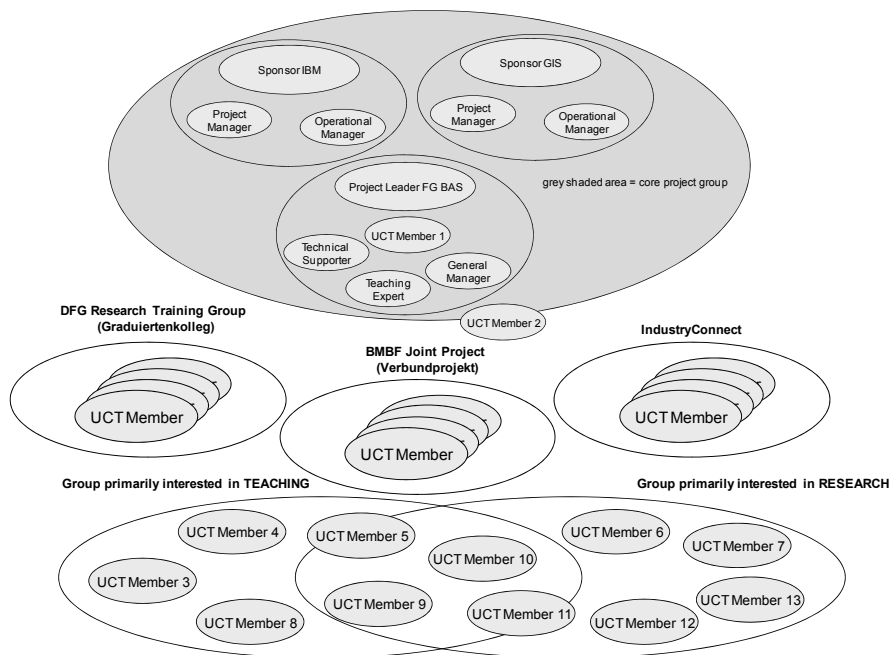 Sponsor IBM
Project
Manager
Operational
Manager
Sponsor GIS
Project
Manager
Operational
Manager
grey shaded area = core project group
Project Leader FG BAS
UCT Member 1
Technical
Supporter
General
Manager
Teaching
Expert
UCT Member 2
DFG Research Training Group
(Graduiertenkolleg)
UCT Member
BMBF Joint Project
(Verbundprojekt)
UCT Member
IndustryConnect
UCT Member
Group primarily interested in TEACHING
Group primarily interested in RESEARCH
UCT Member 4
UCT Member 5
UCT Member 6
UCT Member 7
UCT Member 10
UCT Member 3
UCT Member 9
UCT Member 13
UCT Member 8
UCT Member 11
UCT Member 12